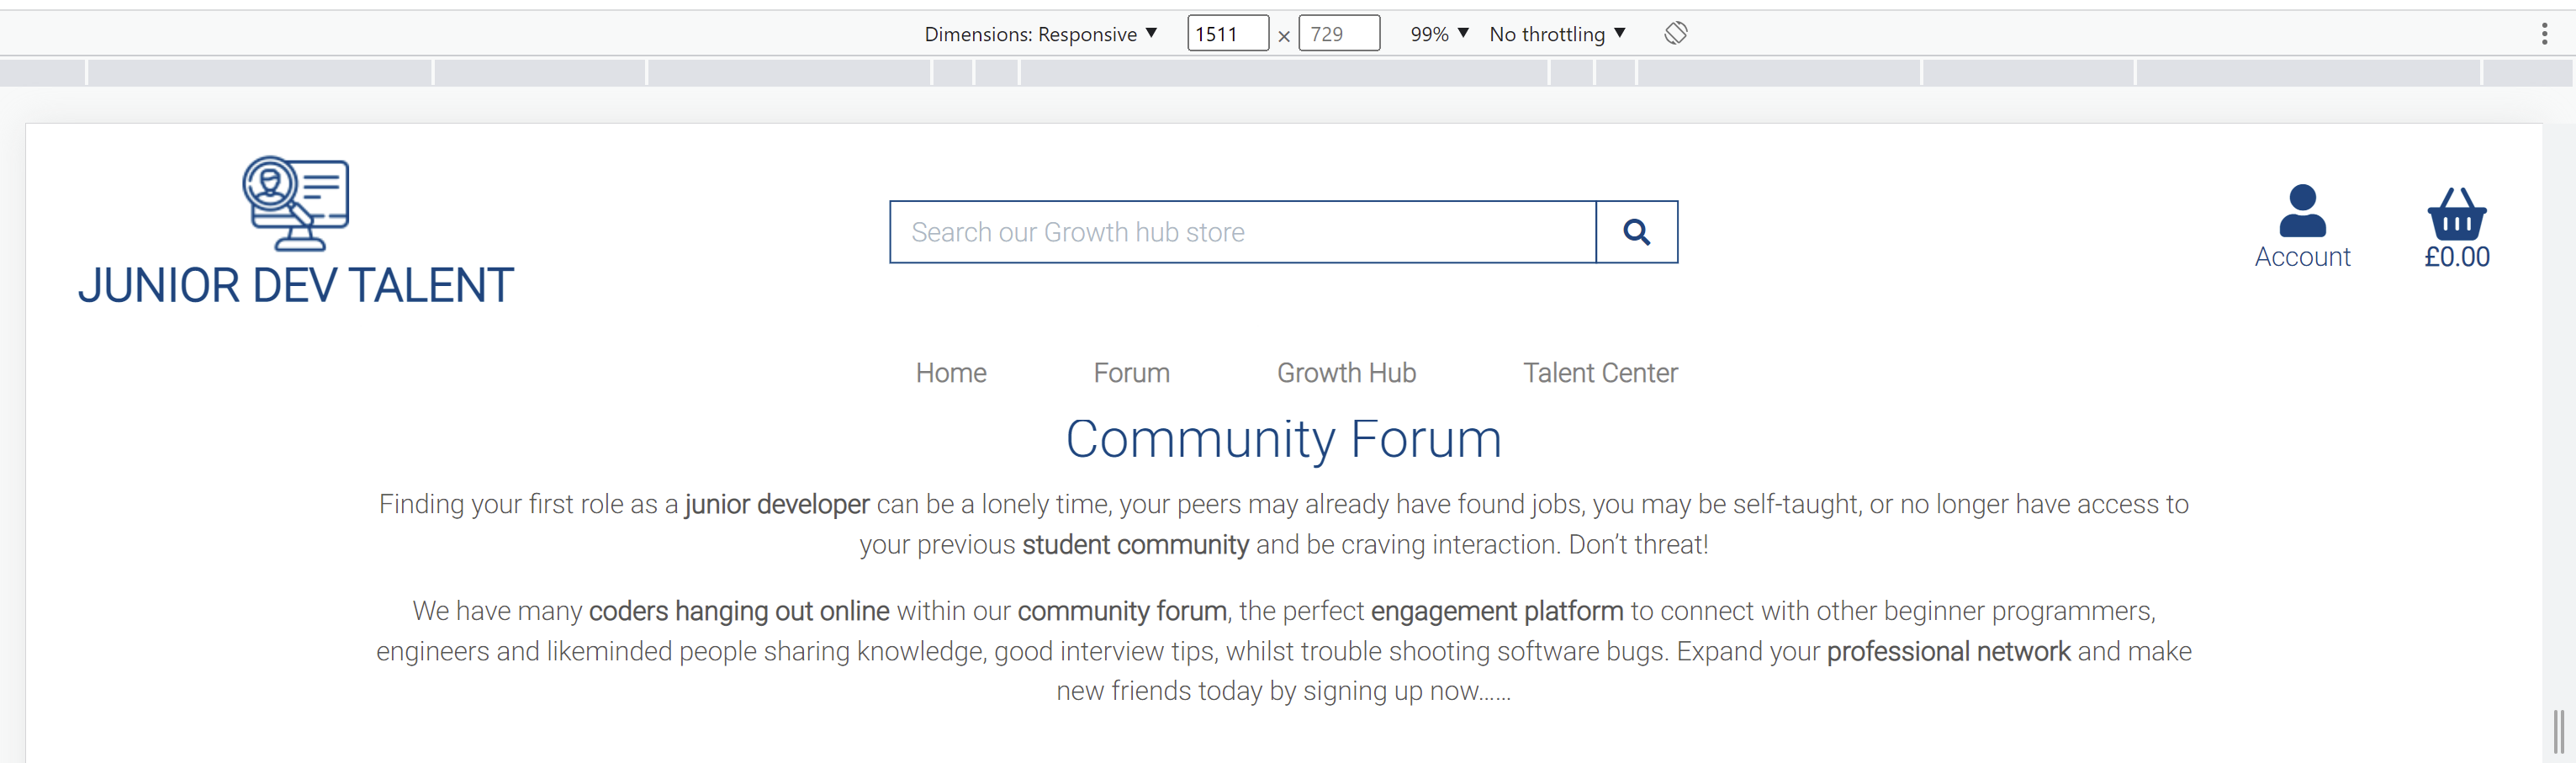 Dimensions: Responsive ▼ 1511 × 729 99% ▼ No throttling ▼
JUNIOR DEV TALENT
Search our Growth hub store
Account £0.00
Home Forum Growth Hub Talent Center
Community Forum
Finding your first role as a junior developer can be a lonely time, your peers may already have found jobs, you may be self-taught, or no longer have access to
your previous student community and be craving interaction. Don’t threat!
We have many coders hanging out online within our community forum, the perfect engagement platform to connect with other beginner programmers,
engineers and likeminded people sharing knowledge, good interview tips, whilst trouble shooting software bugs. Expand your professional network and make
new friends today by signing up now......